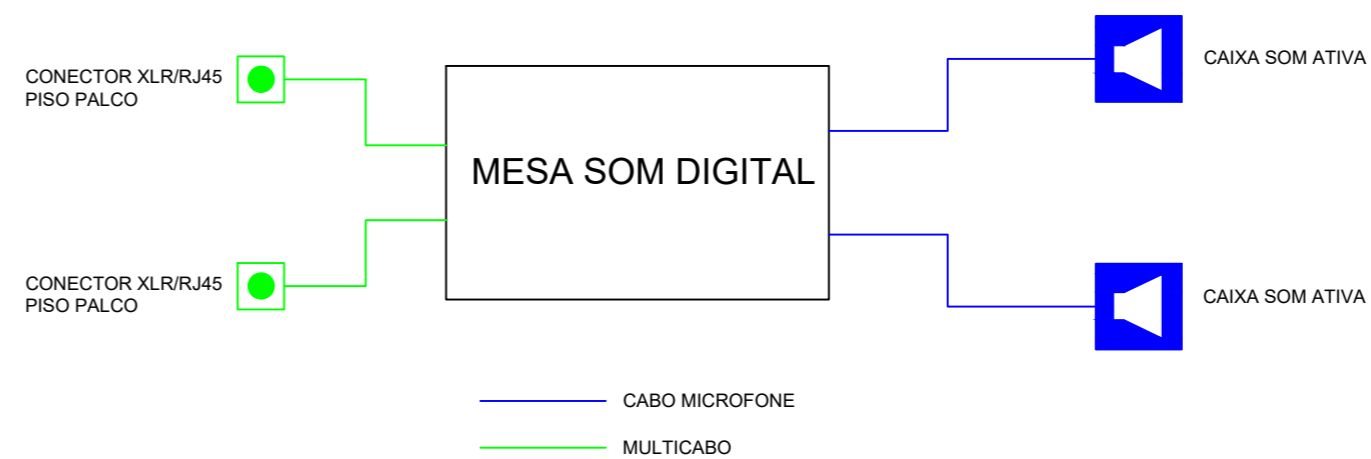 CONECTOR XLR/RJ45
PISO PALCO
MESA SOM DIGITAL
CAIXA SOM ATIVA
CONECTOR XLR/RJ45
PISO PALCO
CAIXA SOM ATIVA
CABO MICROFONE
MULTICABO